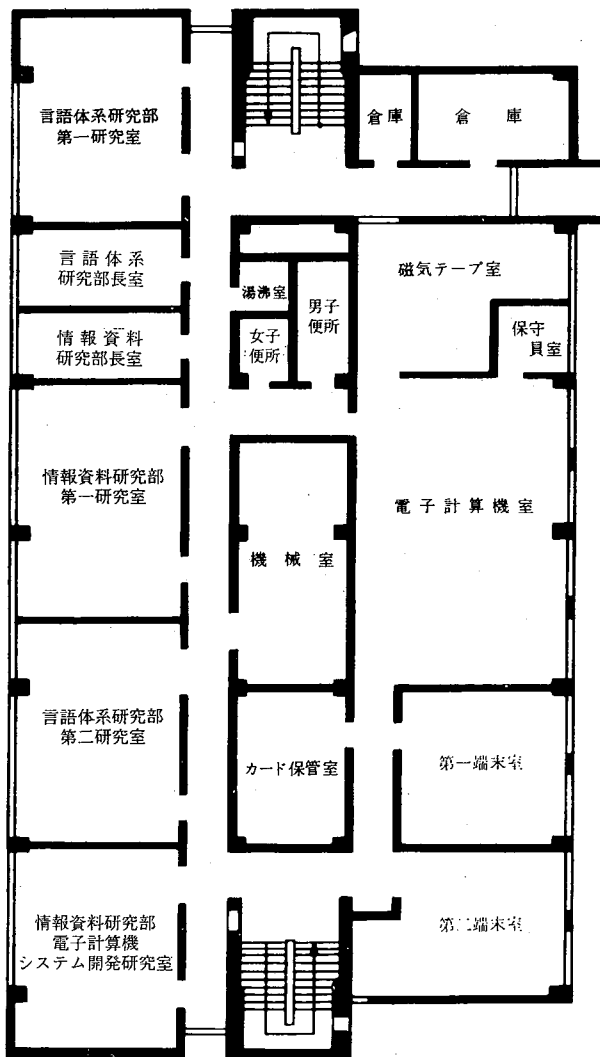 言語体系研究部
第一研究室
倉庫
倉庫
言語体系
研究部長室
湯沸室
男子
便所
磁気テープ室
情報資料
研究部長室
女子
便所
保守
員室
情報資料研究部
第一研究室
機械室
電子計算機室
言語体系研究部
第二研究室
カード保管室
第一端末室
情報資料研究部
電子計算機
システム開発研究室
第二端末室